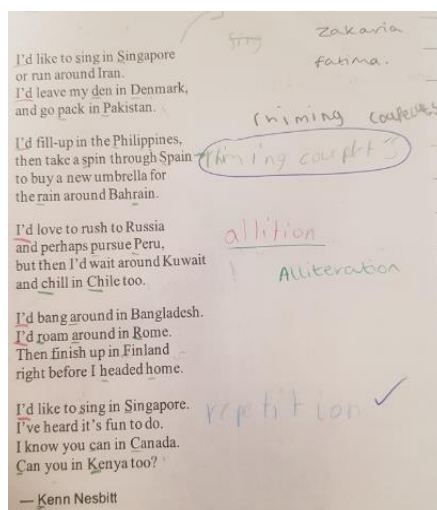 sing
zakaria
fatima.
I'd like to sing in Singapore
or run around Iran.
I'd leave my den in Denmark,
and go pack in Pakistan.
rhiming
I'd fill-up in the Philippines,
then take a spin through Spain
to buy a new umbrella for
the rain around Bahrain.
I'd love to rush to Russia
and perhaps pursue Peru,
but then I'd wait around Kuwait
and chill in Chile too.
allition
Alliteration
I'd bang around in Bangladesh.
I'd roam around in Rome.
Then finish up in Finland
right before I headed home.
I'd like to sing in Singapore.
I've heard it's fun to do.
I know you can in Canada.
Can you in Kenya too?
repetition
— Kenn Nesbitt